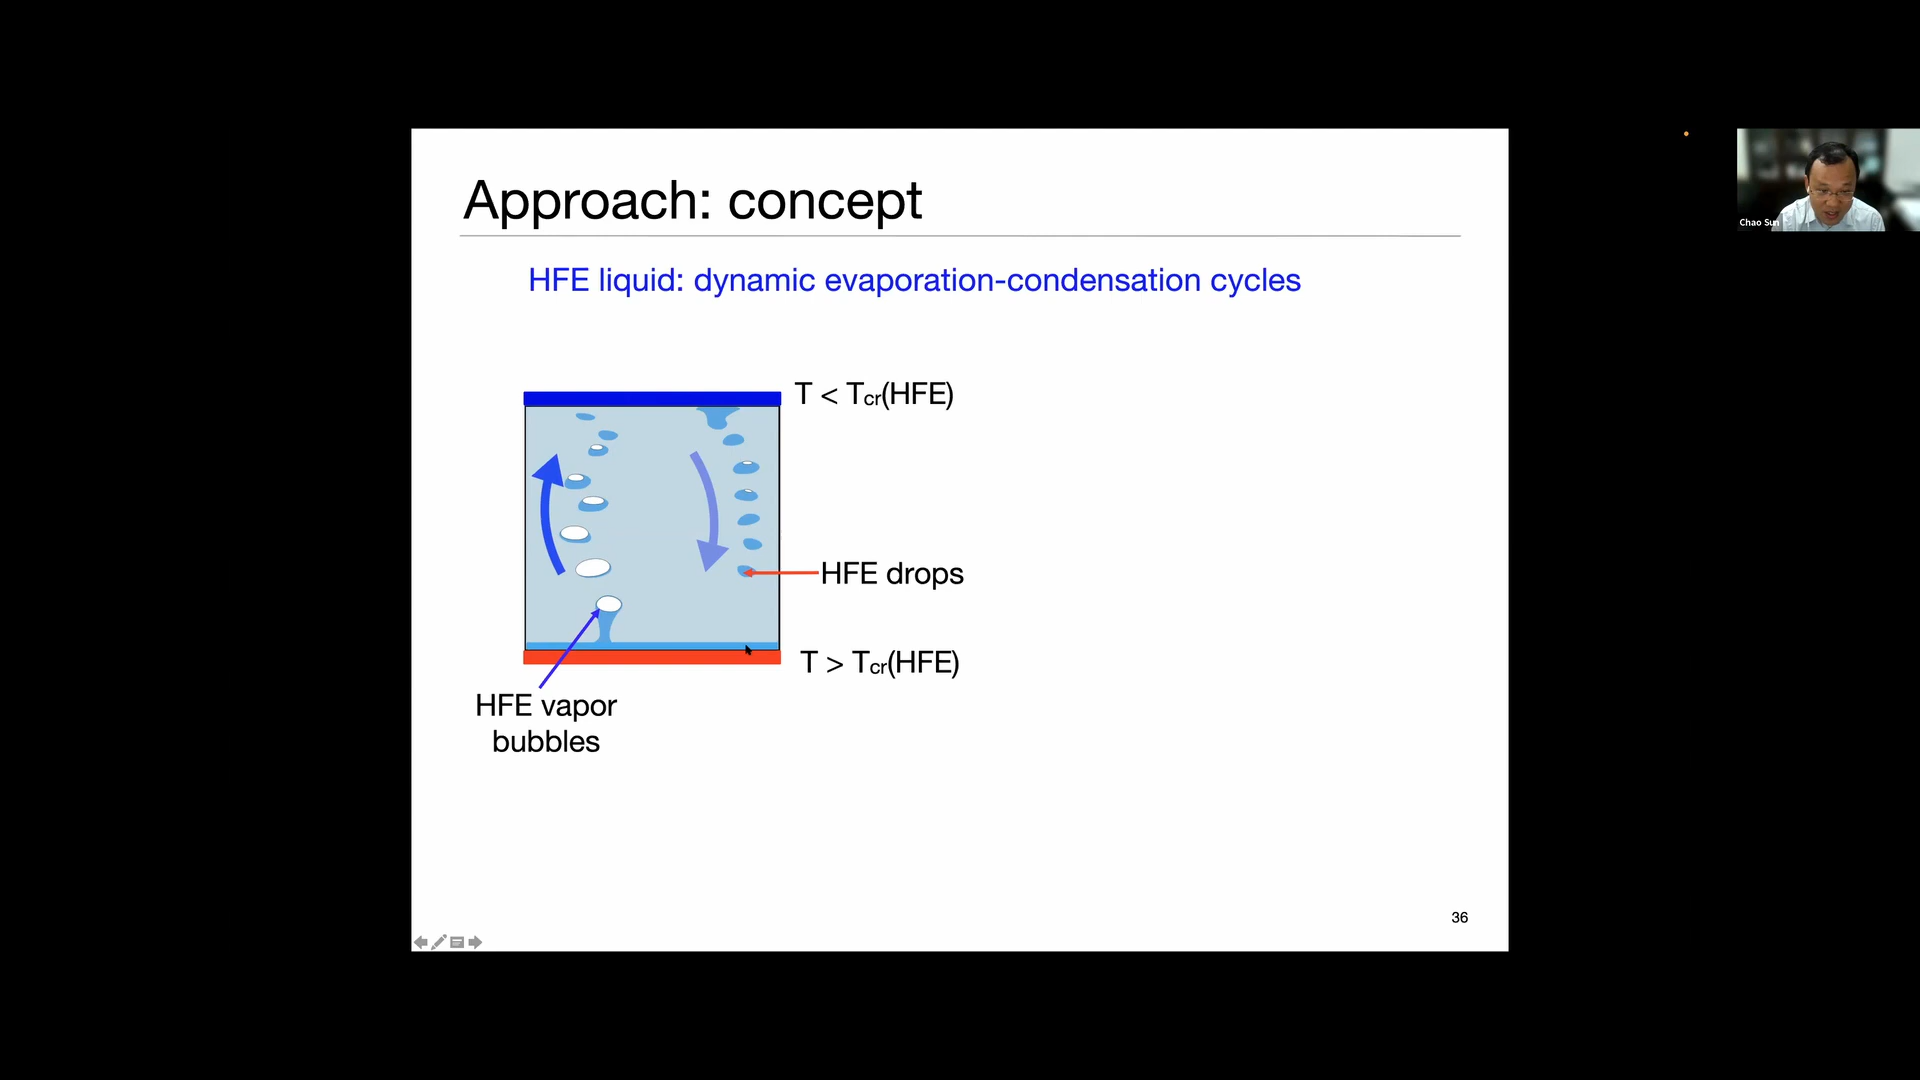 Approach: concept
HFE liquid: dynamic evaporation-condensation cycles
T < Tcr(HFE)
HFE drops
T > Tcr(HFE)
HFE vapor
bubbles
36
Chao Sun